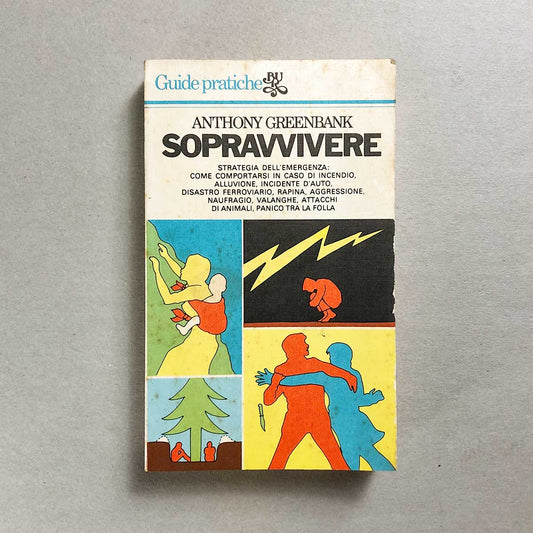 Guide pratiche BUR
ANTHONY GREENBANK
SOPRAVVIVERE
STRATEGIA DELL'EMERGENZA:
COME COMPORTARSI IN CASO DI INCENDIO,
ALLUVIONE, INCIDENTE D'AUTO,
DISASTRO FERROVIARIO, RAPINA, AGGRESSIONE,
NAUFRAGIO, VALANGHE, ATTACCHI
DI ANIMALI, PANICO TRA LA FOLLA